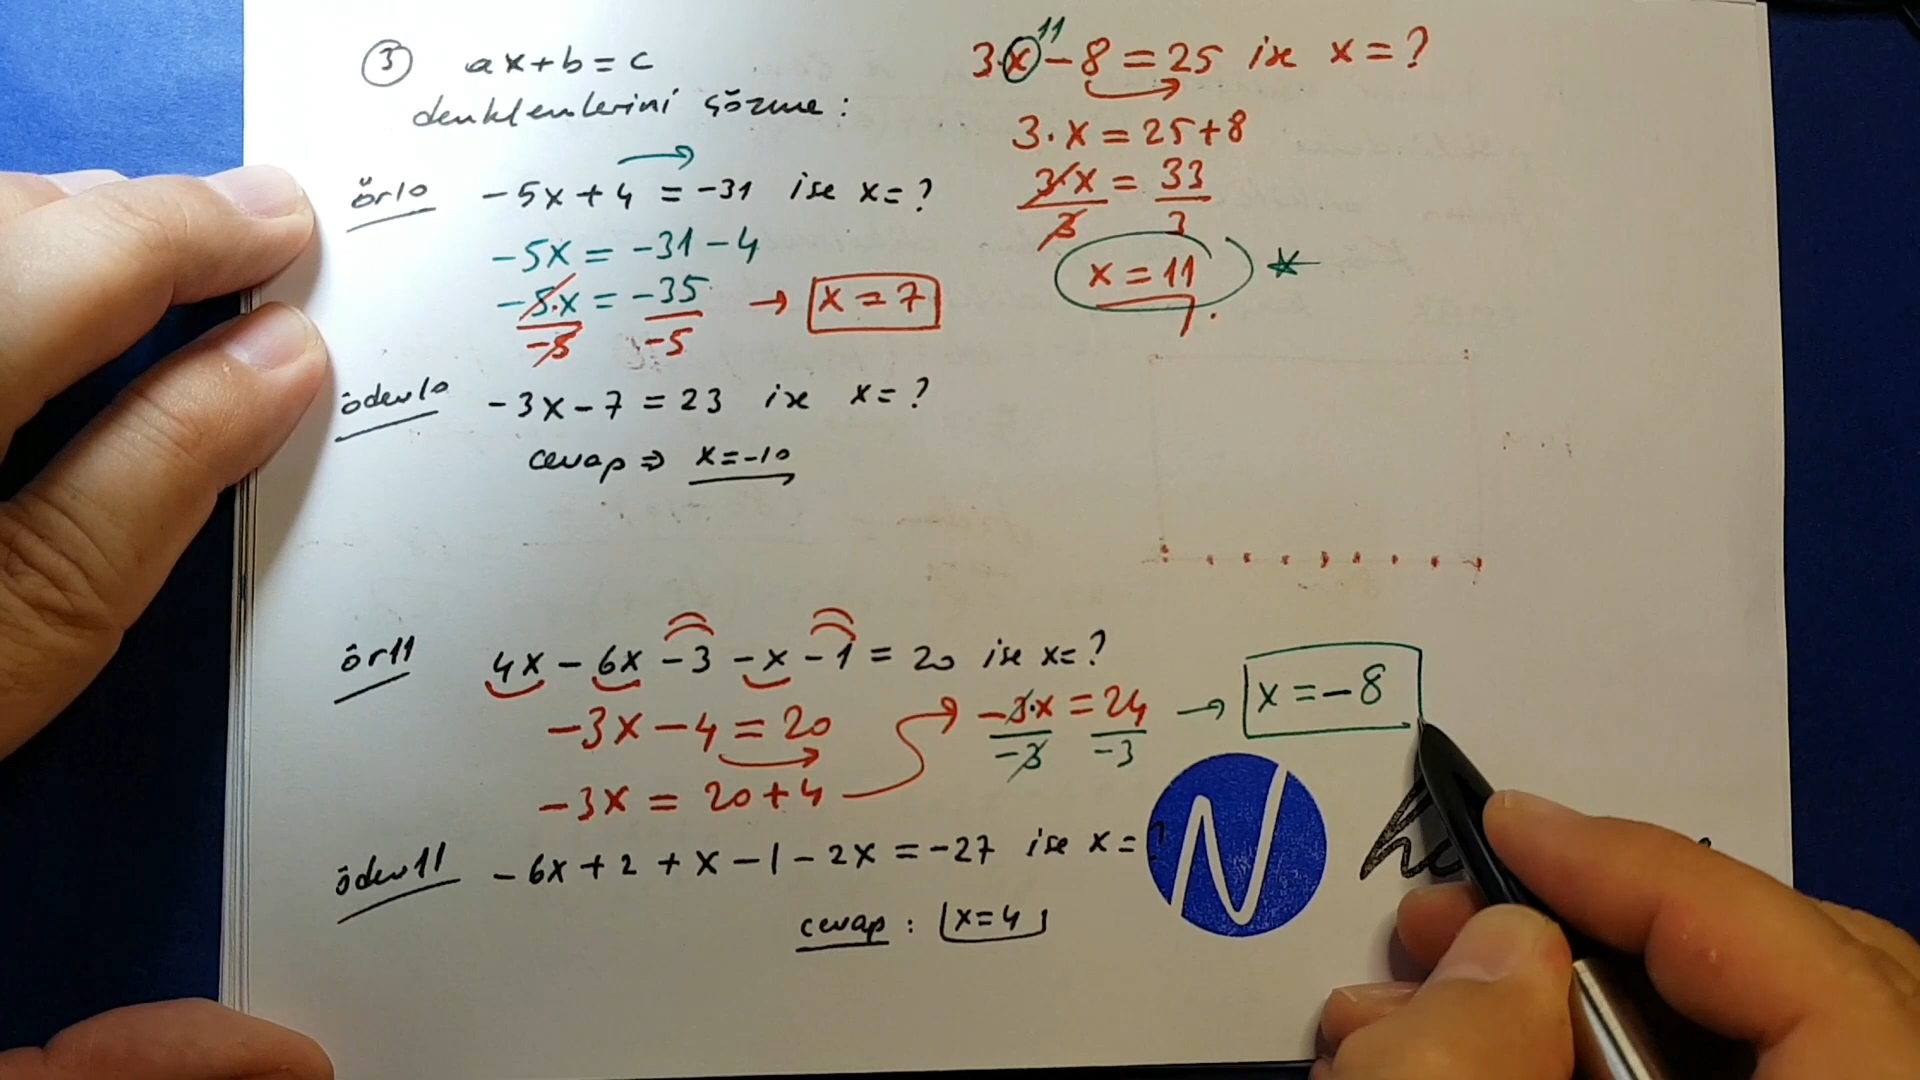 ③ ax+b=c
denklemlerini çözme:
ör10 -5x+4=-31 ise x=?
-5x=-31-4
-5.x/-5 = -35/-5 → x=7
ödev10 -3x-7=23 ise x=?
cevap ⇒ x=-10
3.x-8=25 ise x=?
11
3.x=25+8
3.x/3 = 33/3
x=11 *
ör11 4x-6x-3-x-1=20 ise x=?
-3x-4=20
-3x=20+4 → -3.x/-3 = 24/-3 → x=-8
ödev11 -6x+2+x-1-2x=-27 ise x=?
cevap: x=4
N